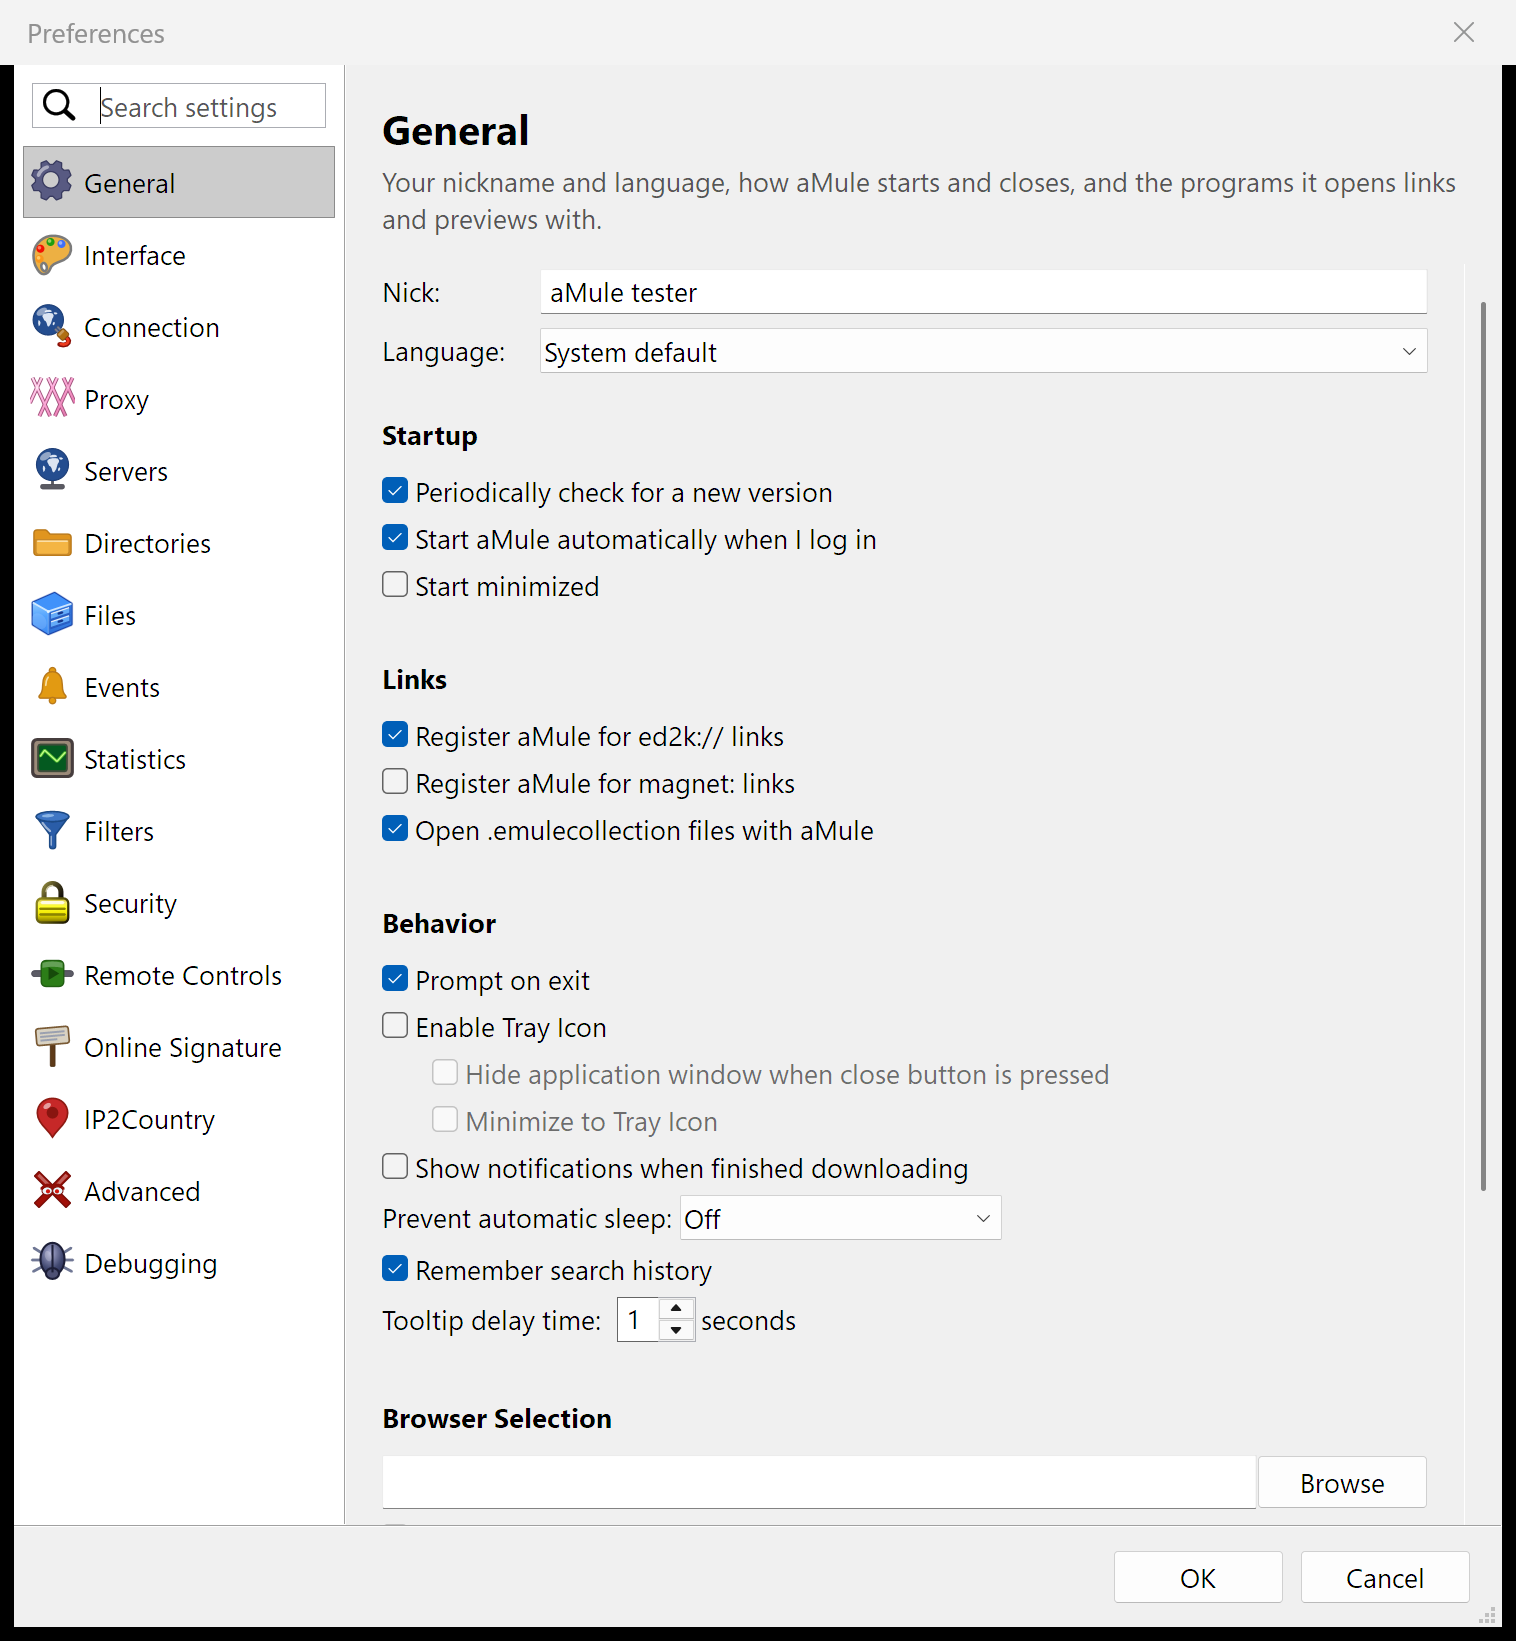 Preferences
Search settings
General
Interface
Connection
Proxy
Servers
Directories
Files
Events
Statistics
Filters
Security
Remote Controls
Online Signature
IP2Country
Advanced
Debugging
General
Your nickname and language, how aMule starts and closes, and the programs it opens links
and previews with.
Nick: aMule tester
Language: System default
Startup
Periodically check for a new version
Start aMule automatically when I log in
Start minimized
Links
Register aMule for ed2k:// links
Register aMule for magnet: links
Open .emulecollection files with aMule
Behavior
Prompt on exit
Enable Tray Icon
Hide application window when close button is pressed
Minimize to Tray Icon
Show notifications when finished downloading
Prevent automatic sleep: Off
Remember search history
Tooltip delay time: 1 seconds
Browser Selection
Browse
OK Cancel